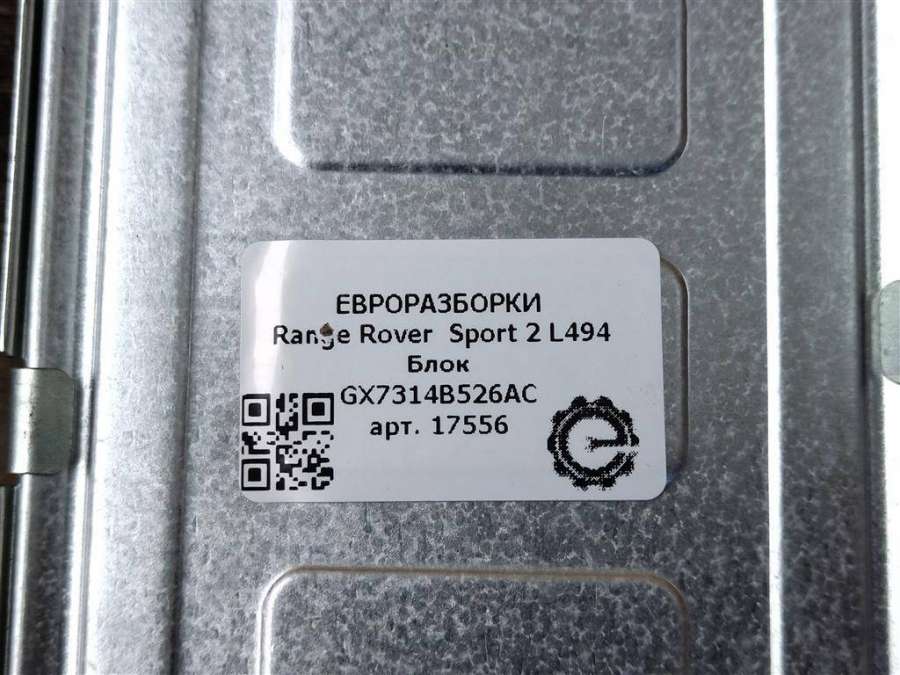 ЕВРОРАЗБОРКИ
Range Rover Sport 2 L494
Блок
GX7314B526AC
арт. 17556